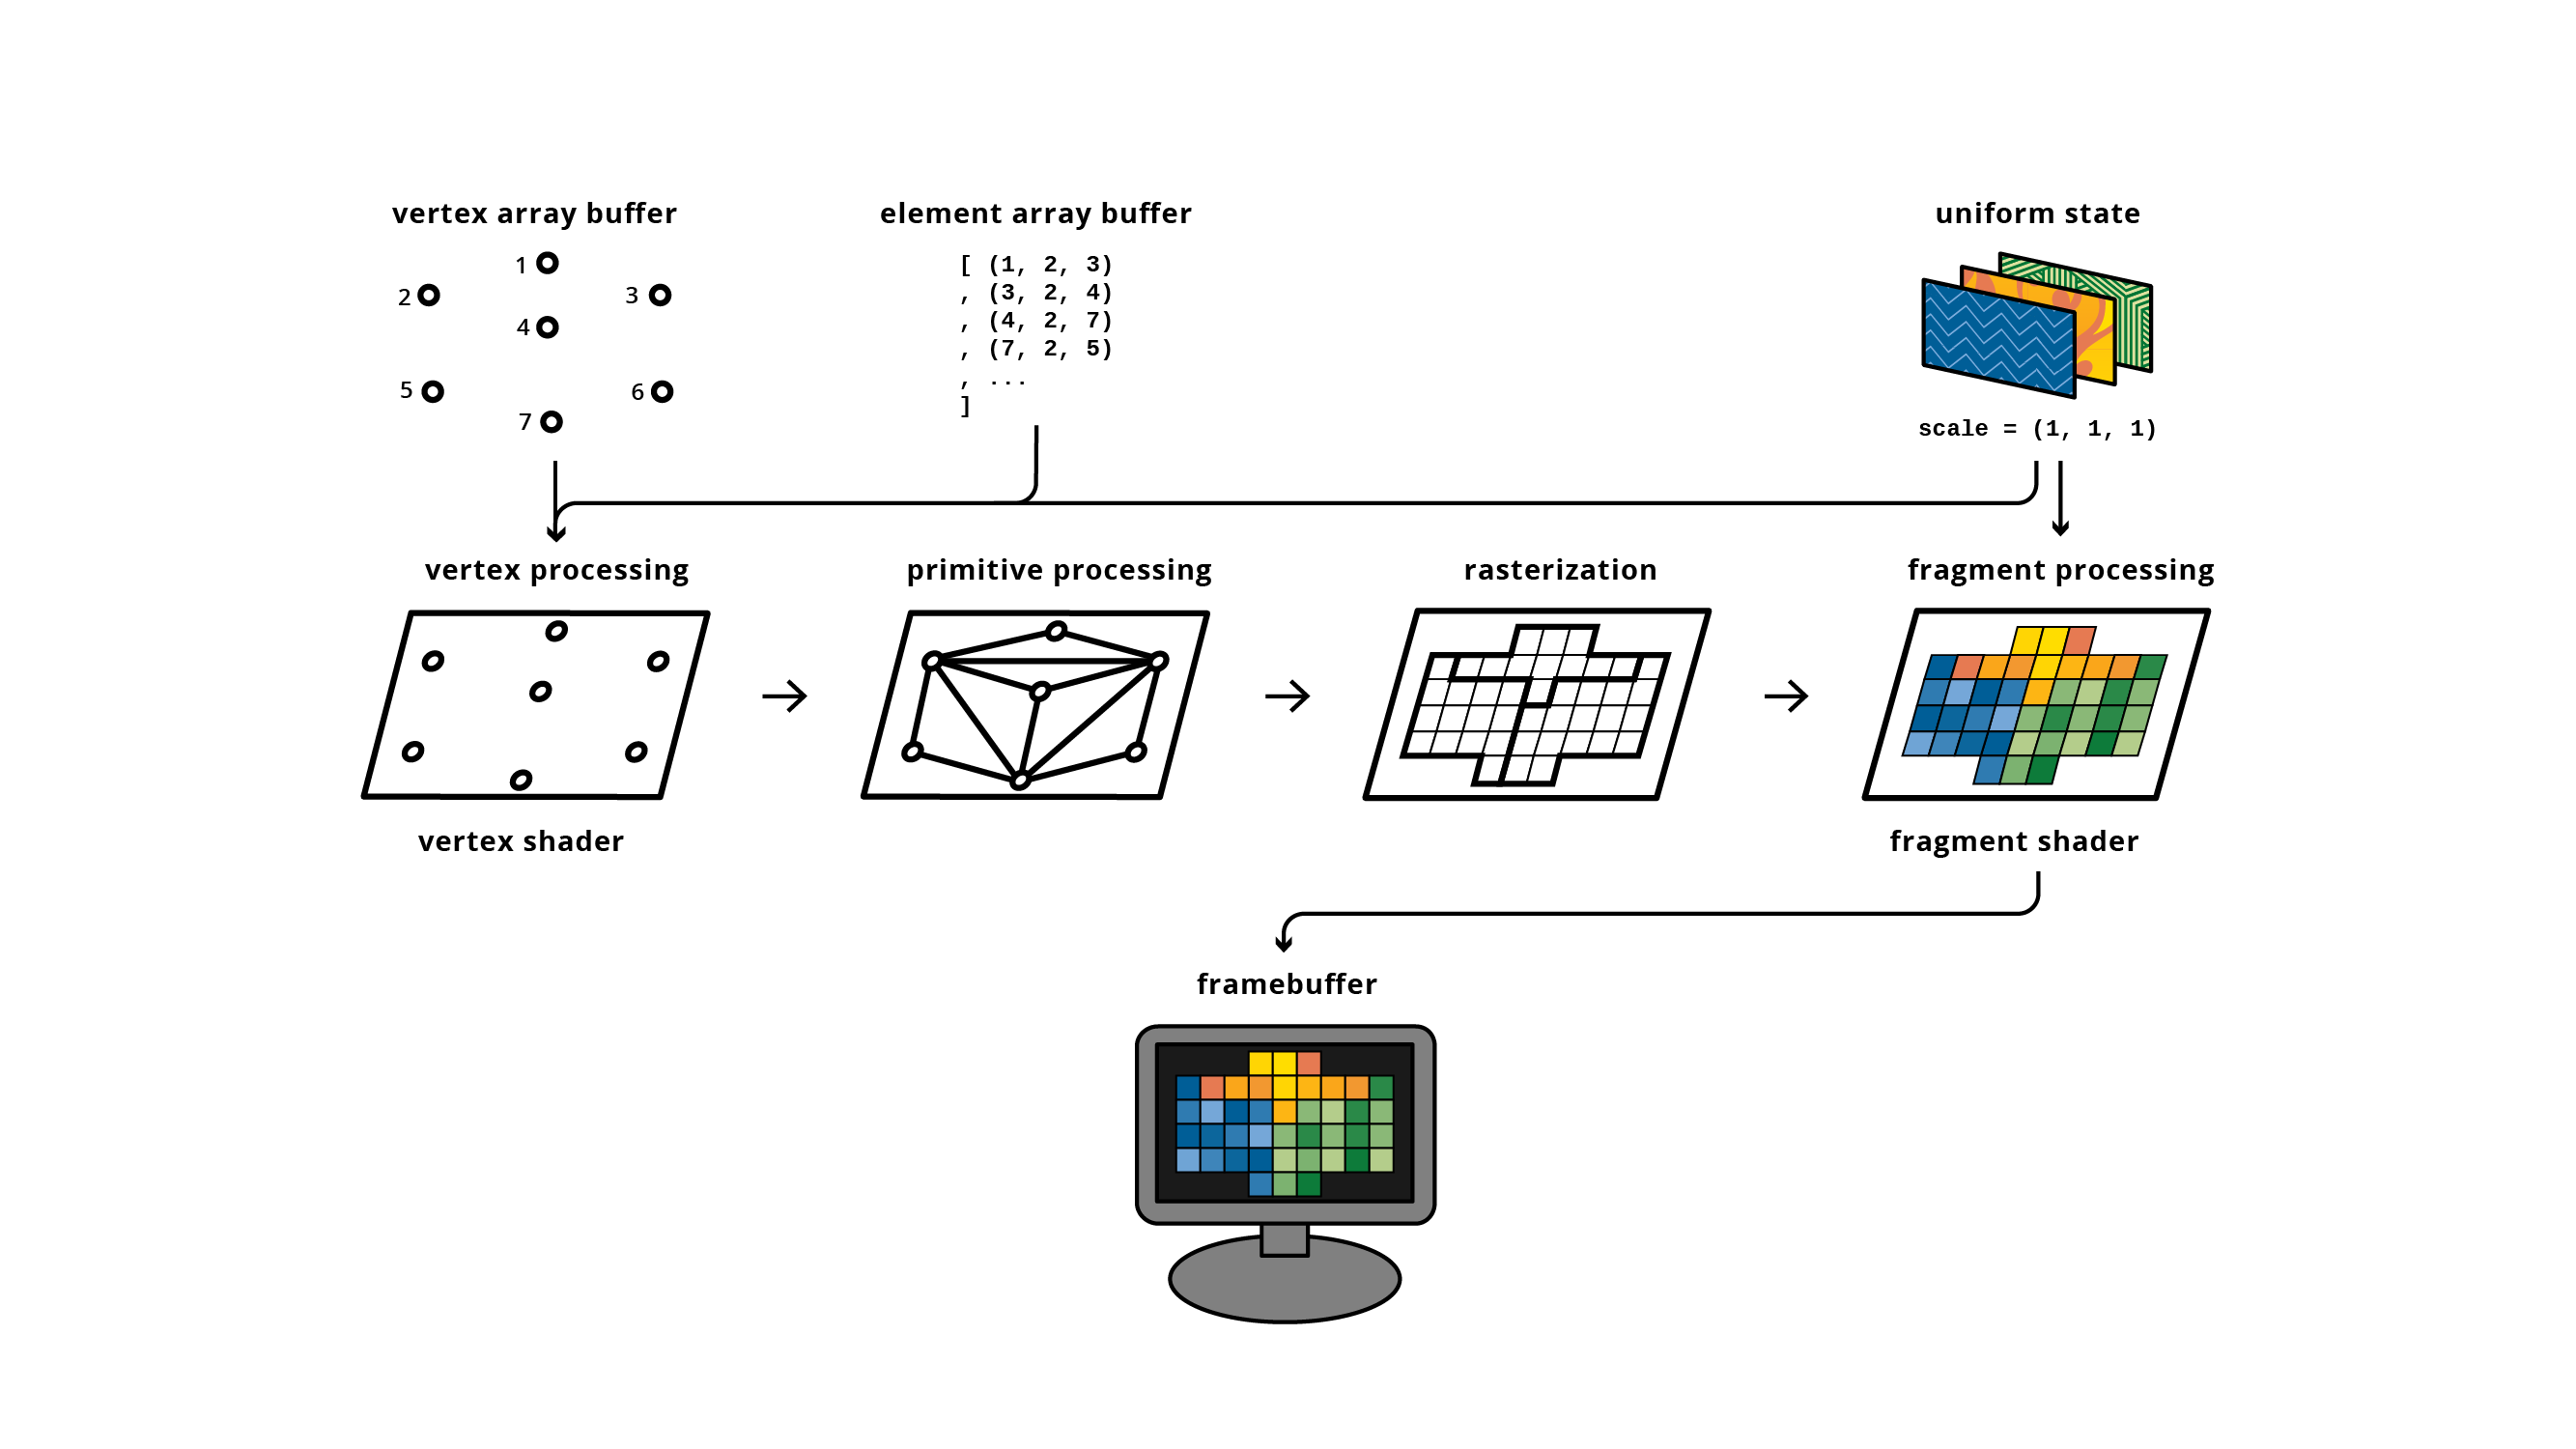 vertex array buffer
element array buffer
uniform state
1
2
3
4
5
6
7
[ (1, 2, 3)
, (3, 2, 4)
, (4, 2, 7)
, (7, 2, 5)
, ...
]
scale = (1, 1, 1)
vertex processing
primitive processing
rasterization
fragment processing
vertex shader
fragment shader
framebuffer